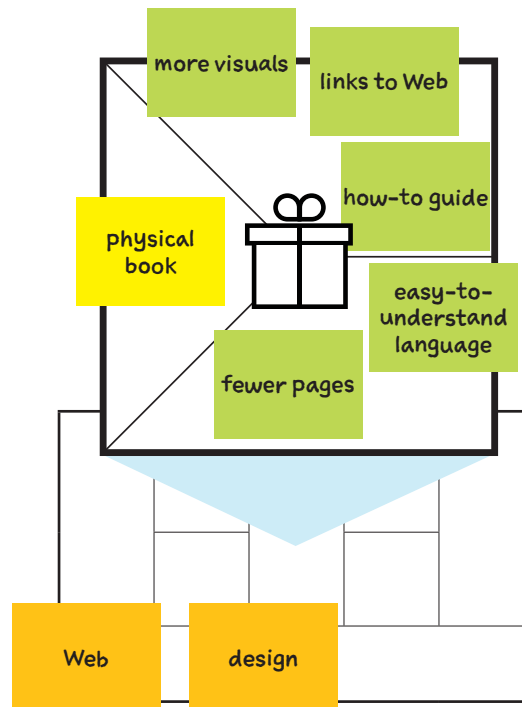 more visuals
links to Web
how-to guide
physical
book
easy-to-
understand
language
fewer pages
Web
design